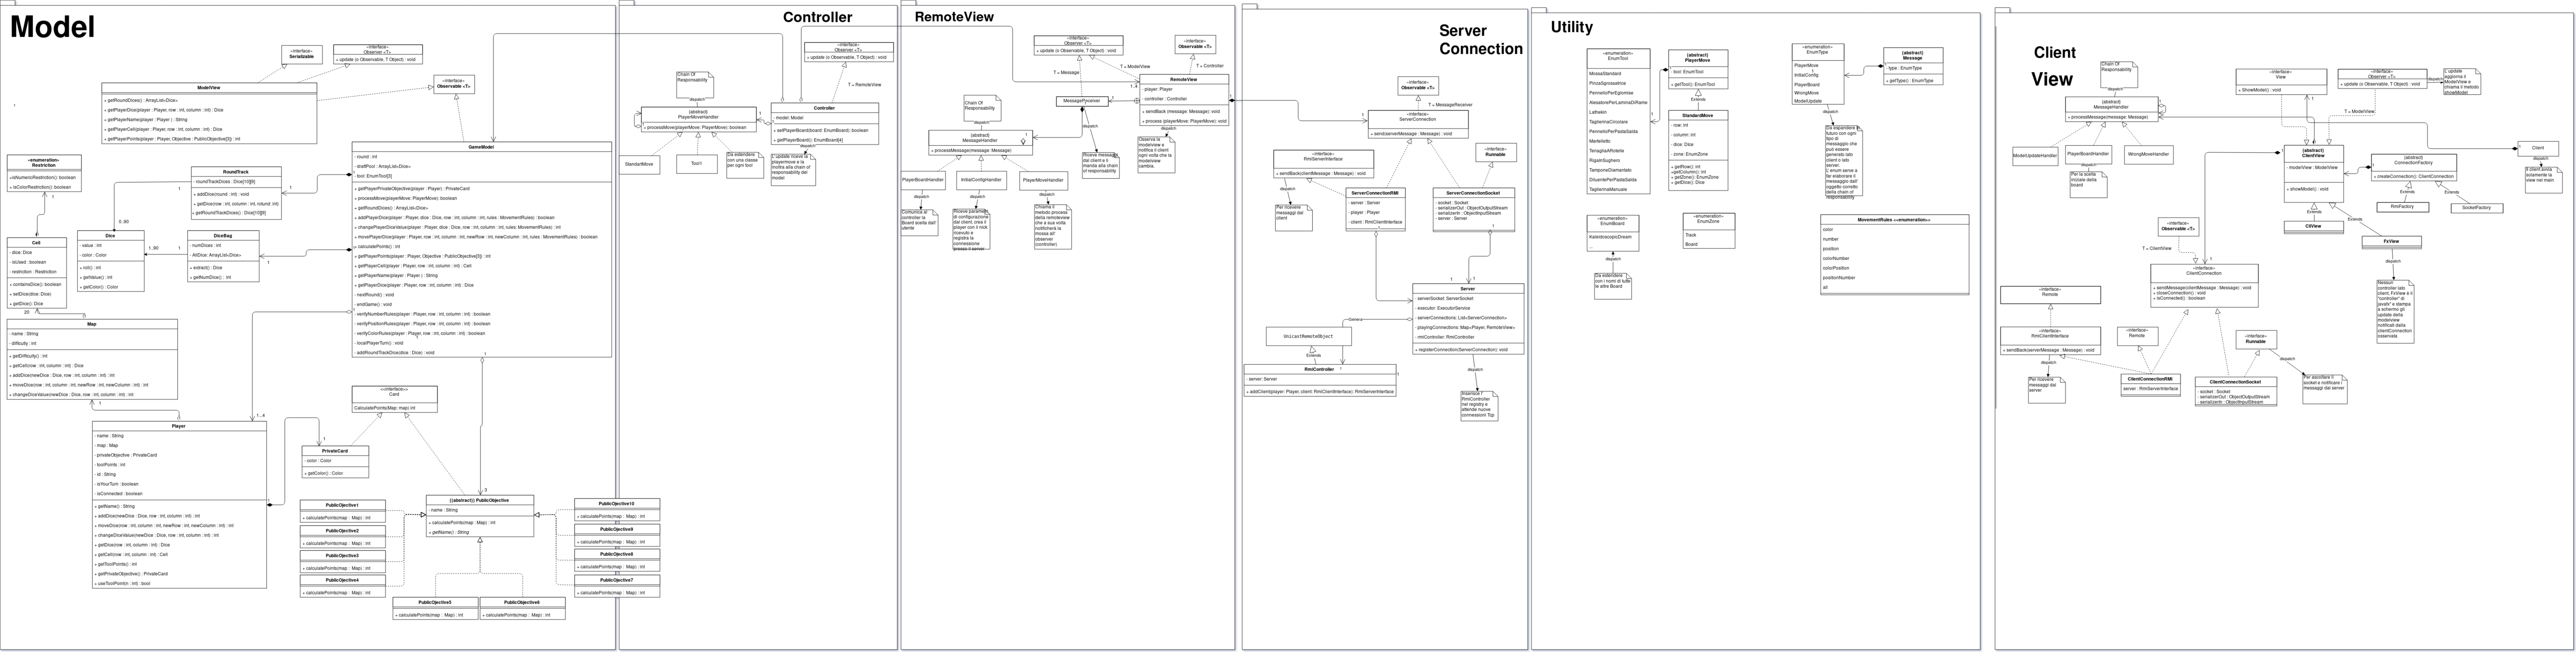 Model
«interface»
Serializable
«interface»
Observer <T>
+ update (o Observable, T Object) : void
«interface»
Observable <T>
ModelView
+ getRoundDices() : ArrayList<Dice>
+ getPlayerDice(player : Player, row : int, column : int) : Dice
+ getPlayerName(player : Player ) : String
+ getPlayerCell(player : Player, row : int, column : int) : Dice
+ getPlayerPoints(player : Player, Objective : PublicObjective[3]) : int
«enumeration»
Restriction
+isNumericRestriction() : boolean
+ isColorRestriction() : boolean
RoundTrack
- roundTrackDices : Dice[10][9]
+ addDice(round : int) : void
+ getDice(row : int, column : int, round : int)
+ getRoundTrackDices() : Dice[10][9]
Cell
- dice: Dice
- isUsed : boolean
- restriction : Restriction
+ containsDice() : boolean
+ setDice(dice: Dice)
+ getDice() : Dice
Dice
- value : int
- color : Color
+ roll() : int
+ getValue() : int
+ getColor() : Color
DiceBag
- numDices : int
- AllDice: ArrayList<Dice>
+ extract() : Dice
+ getNumDice() : int
GameModel
- round : int
- draftPool : ArrayList<Dice>
- tool: EnumTool[3]
+ getPlayerPrivateObjective(player : Player) : PrivateCard
+ processMove(playerMove: PlayerMove): boolean
+ getRoundDices() : ArrayList<Dice>
+ addPlayerDice(player : Player, dice : Dice, row : int, column : int, rules : MovementRules) : boolean
+ changePlayerDiceValue(player : Player, dice : Dice, row : int, column : int, rules : MovementRules) : boolean
+ movePlayerDice(player : Player, row : int, column : int, newRow : int, newColumn : int, rules : MovementRules) : boolean
+ calculatePoints() : int
+ getPlayerPoints(player : Player, Objective : PublicObjective[3]) : int
+ getPlayerCell(player : Player, row : int, column : int) : Cell
+ getPlayerName(player : Player ) : String
+ getPlayerDice(player : Player, row : int, column : int) : Dice
- nextRound() : void
- endGame() : void
- verifyNumberRules(player : Player, row : int, column : int) : boolean
- verifyPositionRules(player : Player, row : int, column : int) : boolean
- verifyColorRules(player : Player, row : int, column : int) : boolean
- localPlayerTurn() : void
- addRoundTrackDice(dice : Dice) : void
Map
- name : String
- difficulty : int
+ getDifficulty() : int
+ getCell(row : int, column : int) : Dice
+ addDice(newDice : Dice, row : int, column : int) : int
+ moveDice(row : int, column : int, newRow : int, newColumn : int) : int
+ changeDiceValue(newDice : Dice, row : int, column : int) : int
Player
- name : String
- map : Map
- privateObjective : PrivateCard
- toolPoints : int
- id : String
- isYourTurn : boolean
- isConnected : boolean
+ getName() : String
+ addDice(newDice : Dice, row : int, column : int) : int
+ moveDice(row : int, column : int, newRow : int, newColumn : int) : int
+ changeDiceValue(newDice : Dice, row : int, column : int) : int
+ getDice(row : int, column : int) : Dice
+ getCell(row : int, column : int) : Cell
+ getToolPoints() : int
+ getPrivateObjective() : PrivateCard
+ useToolPoint(n : int) : bool
<<interface>>
Card
CalculatePoints(Map: map) int
PrivateCard
- color : Color
+ getColor() : Color
{{abstract}} PublicObjective
- name : String
+ calculatePoints(map : Map) : int
+ getName() : String
PublicOjective1
+ calculatePoints(map : Map) : int
PublicOjective2
+ calculatePoints(map : Map) : int
PublicOjective3
+ calculatePoints(map : Map) : int
PublicOjective4
+ calculatePoints(map : Map) : int
PublicOjective5
+ calculatePoints(map : Map) : int
PublicObjective6
+ calculatePoints(map : Map) : int
PublicOjective10
+ calculatePoints(map : Map) : int
PublicOjective9
+ calculatePoints(map : Map) : int
PublicOjective8
+ calculatePoints(map : Map) : int
PublicOjective7
+ calculatePoints(map : Map) : int
Controller
«interface»
Observer <T>
+ update (o Observable, T Object) : void
T = RemoteView
Chain Of
Responsability
dispatch
(abstract)
PlayerMoveHandler
+ processMove(playerMove: PlayerMove): boolean
StandartMove
Tool1
Da estendere
con una classe
per ogni tool
Controller
- model: Model
+ setPlayerBoard(board: EnumBoard): boolean
+ getPlayerBoard() : EnumBoard[4]
dispatch
L'update riceve la
playermove e la
inoltra alla chain of
responsability del
model
RemoteView
«interface»
Observer <T>
+ update (o Observable, T Object) : void
T = Message
T = ModelView
«interface»
Observable <T>
T = Controller
RemoteView
- player : Player
- controller : Controller
+ sendBack (message: Message) : void
+ process (playerMove: PlayerMove) : void
MessageReceiver
Chain Of
Responsability
dispatch
(abstract)
MessageHandler
+ processMessage(message: Message)
PlayerBoardHandler
InitialConfigHandler
PlayerMoveHandler
dispatch
Riceve messaggi
dal client e li
manda alla chain
of responsability
dispatch
Osserva la
modelview e
notifica il client
ogni volta che la
modelview
cambia.
dispatch
Comunica al
controller la
Board scelta dall'
utente
dispatch
Riceve parametri
di configurazione
dal client, crea il
player con il nick
ricevuto e
registra la
connessione
presso il server
dispatch
Chiama il
metodo process
della remoteview
che a sua volta
notificherà la
mossa all'
observer
(controller)
Server
Connection
«interface»
Observable <T>
T = MessageReceiver
«interface»
ServerConnection
+ send(serverMessage : Message) : void
«interface»
RmiServerInterface
+ sendBack(clientMessage : Message) : void
dispatch
Per ricevere
messaggi dal
client
«interface»
Runnable
ServerConnectionRMI
- server : Server
- player : Player
- client : RmiClientInterface
ServerConnectionSocket
- socket : Socket
- serializerOut : ObjectOutputStream
- serializerIn : ObjectInputStream
- server : Server
Server
- serverSocket: ServerSocket
- executor: ExecutorService
- serverConnections: List<ServerConnection>
- playingConnections: Map<Player, RemoteView>
- rmiController: RmiController
+ registerConnection(ServerConnection): void
UnicastRemoteObject
Extends
RmiController
- server: Server
+ addClient(player: Player, client: RmiClientInterface): RmiServerInterface
dispatch
Inserisce l'
RmiController
nel registry e
attende nuove
connessioni Tcp
Utility
«enumeration»
EnumTool
MossaStandard
PinzaSgrossatrice
PennelloPerEglomise
AlesatorePerLaminaDiRame
Lathekin
TaglierinaCircolare
PennelloPerPastaSalda
Martelletto
TenagliaARotelle
RigaInSughero
TamponeDiamantato
DiluentePerPastaSalda
TaglierinaManuale
(abstract)
PlayerMove
- tool: EnumTool
+ getTool() : EnumTool
Extends
StandardMove
- row: int
- column: int
- dice: Dice
- zone: EnumZone
+ getRow(): int
+getColumn(): int
+ getZone(): EnumZone
+ getDice(): Dice
«enumeration»
EnumType
PlayerMove
InitialConfig
PlayerBoard
WrongMove
ModelUpdate
dispatch
Da espandere in
futuro con ogni
tipo di
messaggio che
può essere
generato lato
client o lato
server.
L'enum serve a
far elaborare il
messaggio dall'
oggetto corretto
della chain of
responsability
(abstract)
Message
- type : EnumType
+ getType() : EnumType
«enumeration»
EnumBoard
KaleidoscopicDream
...
dispatch
Da estendere
con i nomi di tutte
le altre Board
«enumeration»
EnumZone
Track
Board
MovementRules <<enumeration>>
color
number
position
colorNumber
colorPosition
positionNumber
all
Client
View
Chain Of
Responsability
dispatch
(abstract)
MessageHandler
+ processMessage(message: Message)
ModelUpdateHandler
PlayerBoardHandler
WrongMoveHandler
Per la scelta
iniziale della
board
«interface»
View
+ ShowModel() : void
«interface»
Observer <T>
+ update (o Observable, T Object) : void
dispatch
L'update
aggiorna il
ModelView e
chiama il metodo
showModel
T = ModelView
(abstract)
ClientView
- modelView : ModelView
+ showModel() : void
Extends
CliView
Extends
FxView
dispatch
Nessun
controller lato
client, FxView è il
"controller" di
javafx e stampa
a schermo gli
update della
modelview
notificati dalla
clientConnection
osservata
(abstract)
ConnectionFactory
+ createConnection() : ClientConnection
Extends
Extends
RmiFactory
SocketFactory
Client
dispatch
Il client avvia
solamente la
view nel main
«interface»
Observable <T>
T = ClientView
«interface»
ClientConnection
+ sendMessage(clientMessage : Message) : void
+ closeConnection() : void
+ isConnected() : boolean
«interface»
Remote
«interface»
RmiClientInterface
+ sendBack(serverMessage : Message) : void
dispatch
Per ricevere
messaggi dal
server
«interface»
Remote
«interface»
Runnable
ClientConnectionRMI
server : RmiServerInterface
ClientConnectionSocket
- socket : Socket
- serializerOut : ObjectOutputStream
- serializerIn : ObjectInputStream
dispatch
Per ascoltare il
socket e notificare i
messaggi dal server